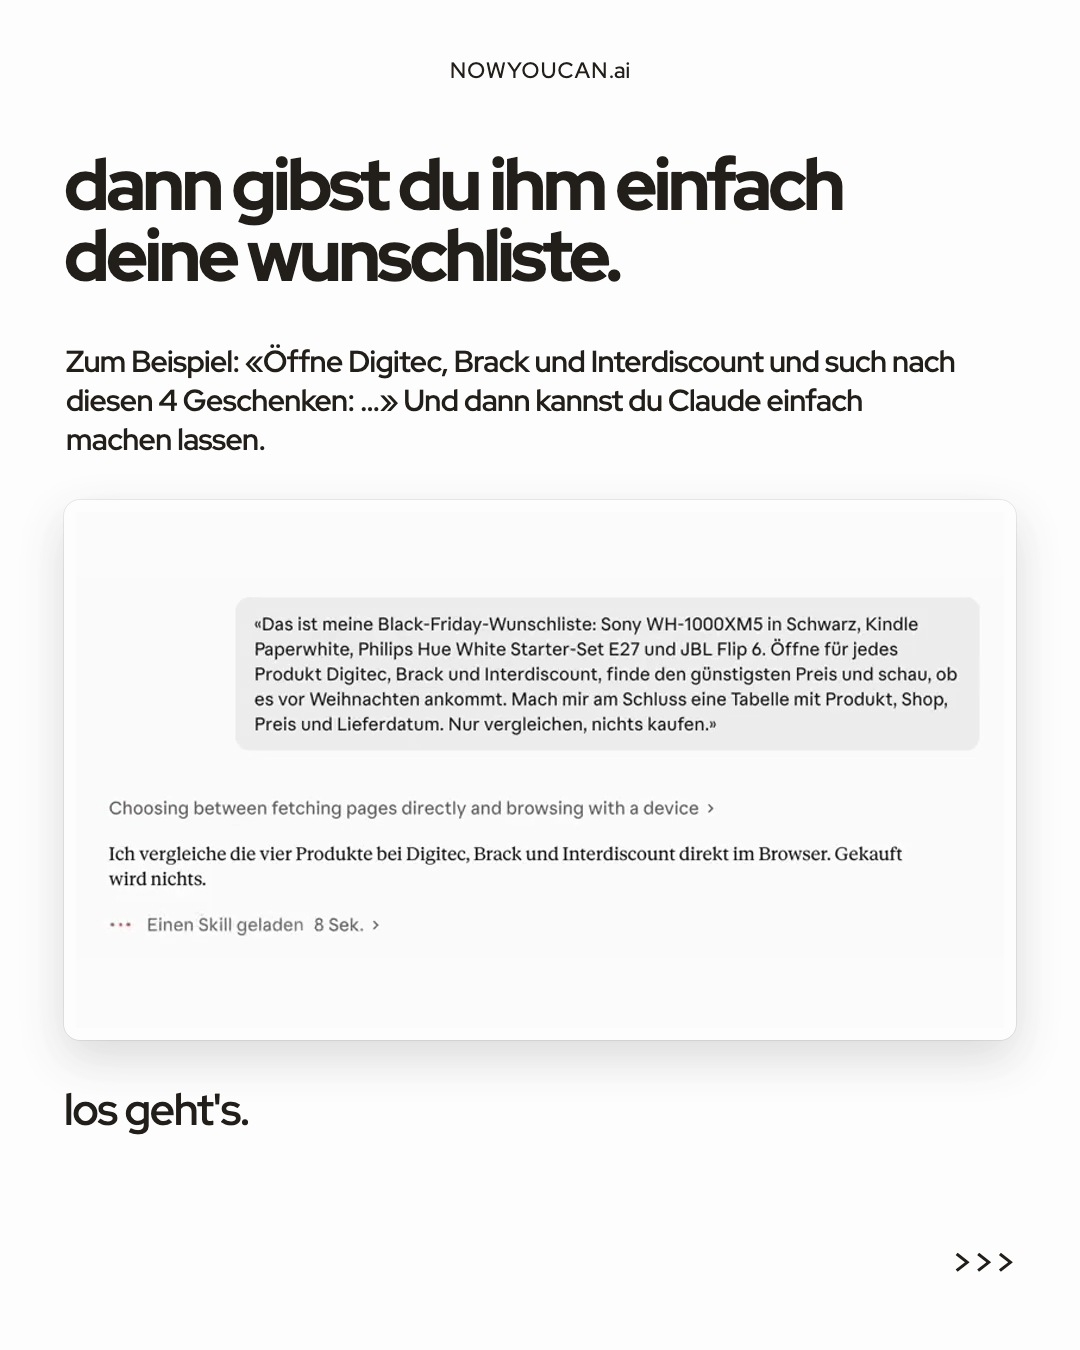 NOWYOUCAN.ai
dann gibst du ihm einfach
deine wunschliste.
Zum Beispiel: «Öffne Digitec, Brack und Interdiscount und such nach
diesen 4 Geschenken: ...» Und dann kannst du Claude einfach
machen lassen.
«Das ist meine Black-Friday-Wunschliste: Sony WH-1000XM5 in Schwarz, Kindle
Paperwhite, Philips Hue White Starter-Set E27 und JBL Flip 6. Öffne für jedes
Produkt Digitec, Brack und Interdiscount, finde den günstigsten Preis und schau, ob
es vor Weihnachten ankommt. Mach mir am Schluss eine Tabelle mit Produkt, Shop,
Preis und Lieferdatum. Nur vergleichen, nichts kaufen.»
Choosing between fetching pages directly and browsing with a device >
Ich vergleiche die vier Produkte bei Digitec, Brack und Interdiscount direkt im Browser. Gekauft
wird nichts.
Einen Skill geladen 8 Sek. >
los geht's.
>>>